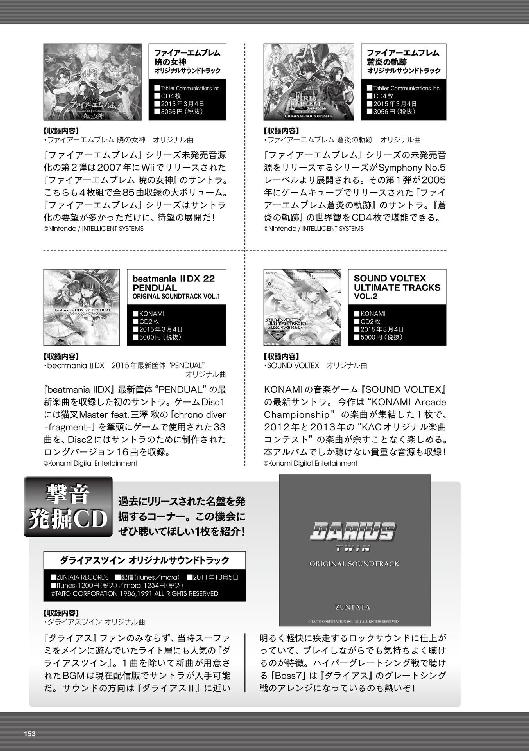 ファイアーエムブレム
暁の女神
オリジナルサウンドトラック
■Tablier Communications Inc.
■CD4枚
■2015年3月4日
■3056円(税抜)
【収録内容】
・ファイアーエムブレム 暁の女神 オリジナル曲
『ファイアーエムブレム』シリーズ未発売音源
化の第2弾は2007年にWiiでリリースされた
『ファイアーエムブレム 暁の女神』のサントラ。
こちらも4枚組で全85曲収録の大ボリューム。
『ファイアーエムブレム』シリーズはサントラ
化の要望が多かっただけに、待望の展開だ!
©Nintendo / INTELLIGENT SYSTEMS
ファイアーエムブレム
蒼炎の軌跡
オリジナルサウンドトラック
■Tablier Communications Inc.
■CD4枚
■2015年3月4日
■3056円(税抜)
【収録内容】
・ファイアーエムブレム 蒼炎の軌跡 オリジナル曲
『ファイアーエムブレム』シリーズの未発売音
源をリリースするシリーズがSymphony No.5
レーベルより展開される。その第1弾が2005
年にゲームキューブでリリースされた『ファイ
アーエムブレム 蒼炎の軌跡』のサントラ。『蒼
炎の軌跡』の世界観をCD4枚で堪能できる。
©Nintendo / INTELLIGENT SYSTEMS
beatmania IIDX 22
PENDUAL
ORIGINAL SOUNDTRACK VOL.1
■KONAMI
■CD2枚
■2015年3月4日
■3000円(税抜)
【収録内容】
・beatmania IIDX 2015年最新筐体 "PENDUAL"
オリジナル曲
『beatmania IIDX』最新筐体 "PENDUAL" の最
新楽曲を収録した初のサントラ。ゲームDisc1
には猫叉Master feat. 三澤 秋の「chrono diver
-fragment-」を筆頭にゲームで使用された33
曲を、Disc2にはサントラのために制作された
ロングバージョン16曲を収録。
©Konami Digital Entertainment
SOUND VOLTEX
ULTIMATE TRACKS
VOL.2
■KONAMI
■CD2枚
■2015年3月4日
■5000円(税抜)
【収録内容】
・SOUND VOLTEX オリジナル曲
KONAMIの音楽ゲーム『SOUND VOLTEX』
の最新サントラ。今作は "KONAMI Arcade
Championship" の楽曲が集結した1枚で、
2012年と2013年の "KACオリジナル楽曲
コンテスト" の楽曲が余すことなく楽しめる。
本アルバムでしか聴けない貴重な音源も収録!
©Konami Digital Entertainment
撃音
発掘CD
過去にリリースされた名盤を発
掘するコーナー。この機会に
ぜひ聴いてほしい1枚を紹介!
ダライアスツイン オリジナルサウンドトラック
■ZUNTATA RECORDS ■配信(iTunes/mora) ■2011年10月5日
©TAITO CORPORATION 1986,1991 ALL RIGHTS RESERVED
【収録内容】
・ダライアスツイン オリジナル曲
『ダライアス』ファンのみならず、当時スーファ
ミをメインに遊んでいたライト層にも人気の『ダ
ライアスツイン』。1曲を除いて新曲が用意さ
れたBGMは現在配信版でサントラが入手可能
だ。サウンドの方向は『ダライアスII』に近い
DARIUS
TWIN
ORIGINAL SOUNDTRACK
ZUNTATA
明るく軽快に疾走するロックサウンドに仕上が
っていて、プレイしながらでも気持ちよく聴け
るのが特徴。ハイパーグレートシング戦で聴け
る「Boss7」は『ダライアス』のグレートシング
戦のアレンジになっているのも熱いぞ!
153